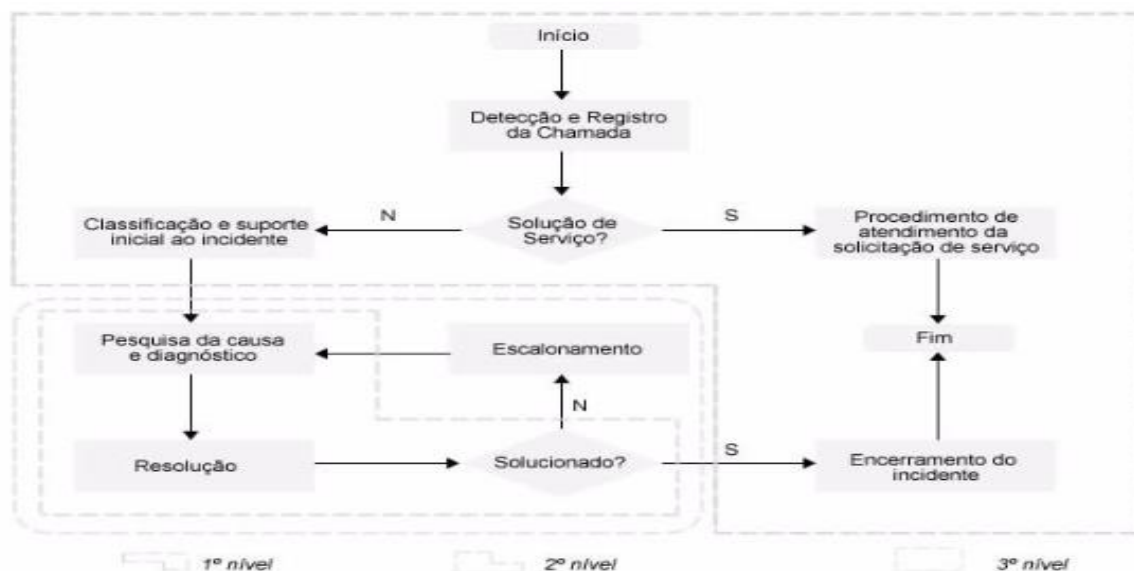 Início
Detecção e Registro
da Chamada
N
Solução de
Serviço?
S
Classificação e suporte
inicial ao incidente
Procedimento de
atendimento da
solicitação de serviço
Pesquisa da causa
e diagnóstico
Escalonamento
Fim
N
Resolução
Solucionado?
S
Encerramento do
incidente
1º nível
2º nível
3º nível